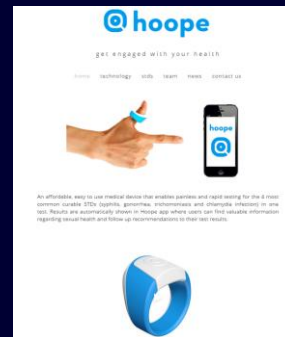 hoope
get engaged with your health
home technology stds team news contact us
hoope
An affordable, easy to use medical device that enables painless and rapid testing for the 4 most
common curable STDs (syphilis, gonorrhea, trichomoniasis and chlamydia infection) in one
test. Results are automatically shown in Hoope app where users can find valuable information
regarding sexual health and follow up recommendations to their test results.